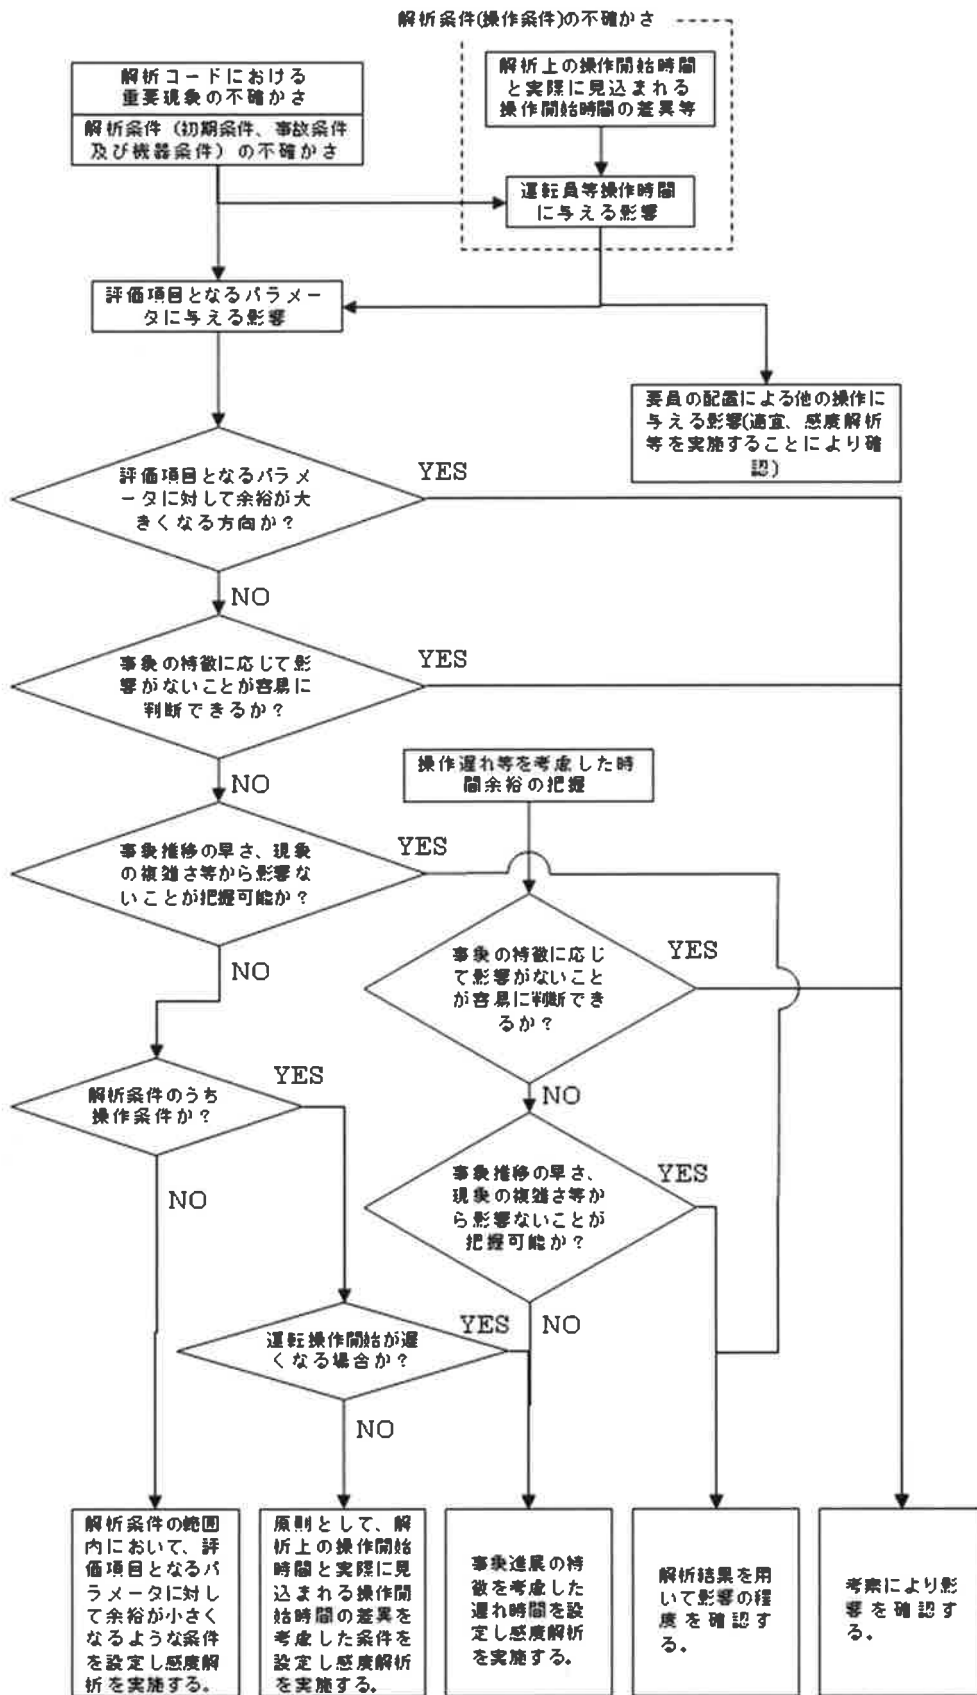 解析条件(操作条件)の不確かさ
解析コードにおける
重要現象の不確かさ
解析条件（初期条件、事故条件
及び機器条件）の不確かさ
解析上の操作開始時間
と実際に見込まれる
操作開始時間の差異等
運転員等操作時間
に与える影響
評価項目となるパラメー
タに与える影響
要員の配置による他の操作に
与える影響(適宜、感度解析
等を実施することにより確
認)
評価項目となるパラメ
ータに対して余裕が大
きくなる方向か？
YES
NO
事象の特徴に応じて影
響がないことが容易に
判断できるか？
YES
NO
操作遅れ等を考慮した時
間余裕の把握
事象推移の早さ、現象
の複雑さ等から影響な
いことが把握可能か？
YES
NO
事象の特徴に応じ
て影響がないこと
が容易に判断でき
るか？
YES
NO
解析条件のうち
操作条件か？
YES
NO
事象推移の早さ、
現象の複雑さ等か
ら影響ないことが
把握可能か？
YES
NO
運転操作開始が遅
くなる場合か？
YES
NO
解析条件の範囲
内において、評
価項目となるパ
ラメータに対し
て余裕が小さく
なるような条件
を設定し感度解
析を実施する。
原則として、解
析上の操作開始
時間と実際に見
込まれる操作開
始時間の差異を
考慮した条件を
設定し感度解析
を実施する。
事象進展の特
徴を考慮した
遅れ時間を設
定し感度解析
を実施する。
解析結果を用
いて影響の程
度を確認す
る。
考察により影
響を確認す
る。